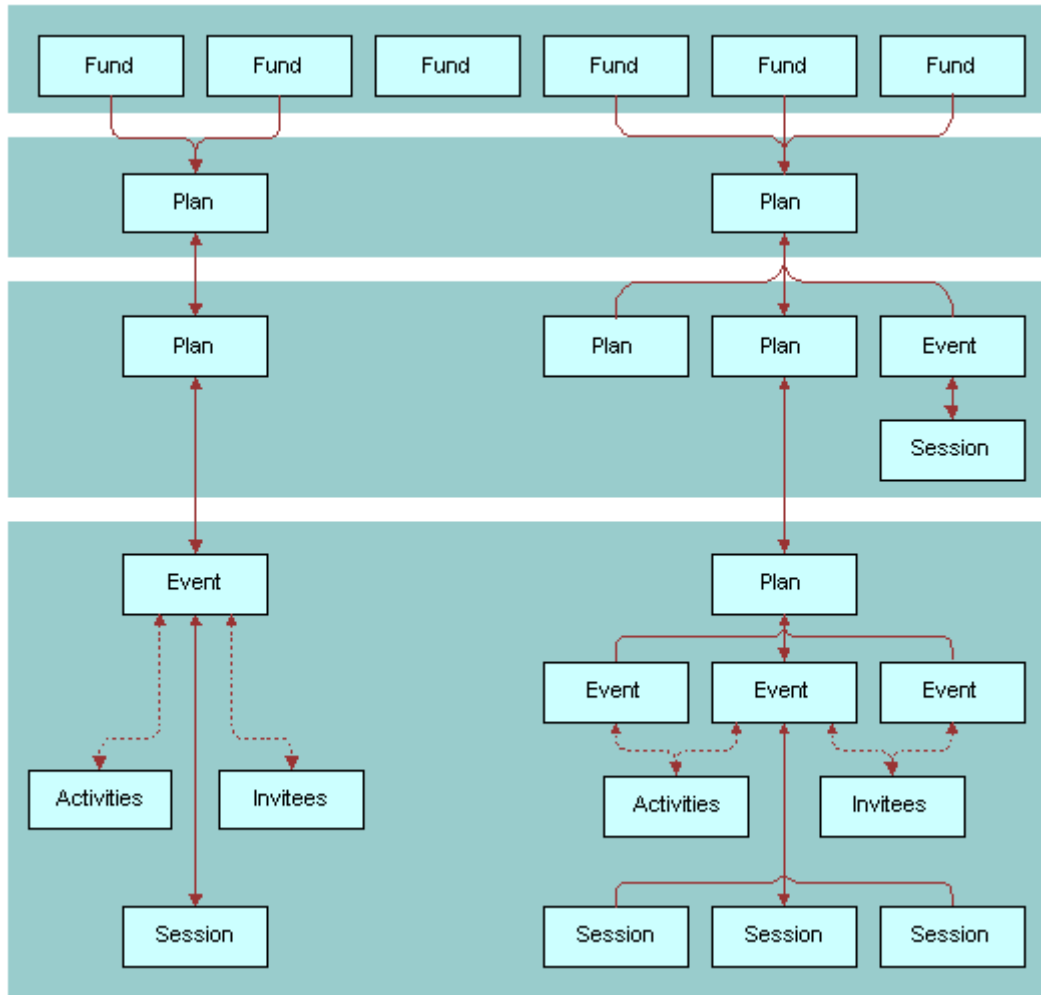 Fund Fund Fund Fund Fund Fund
Plan Plan
Plan Plan Plan Event
Session
Event Plan
Event Event Event
Activities Invitees Activities Invitees
Session Session Session Session